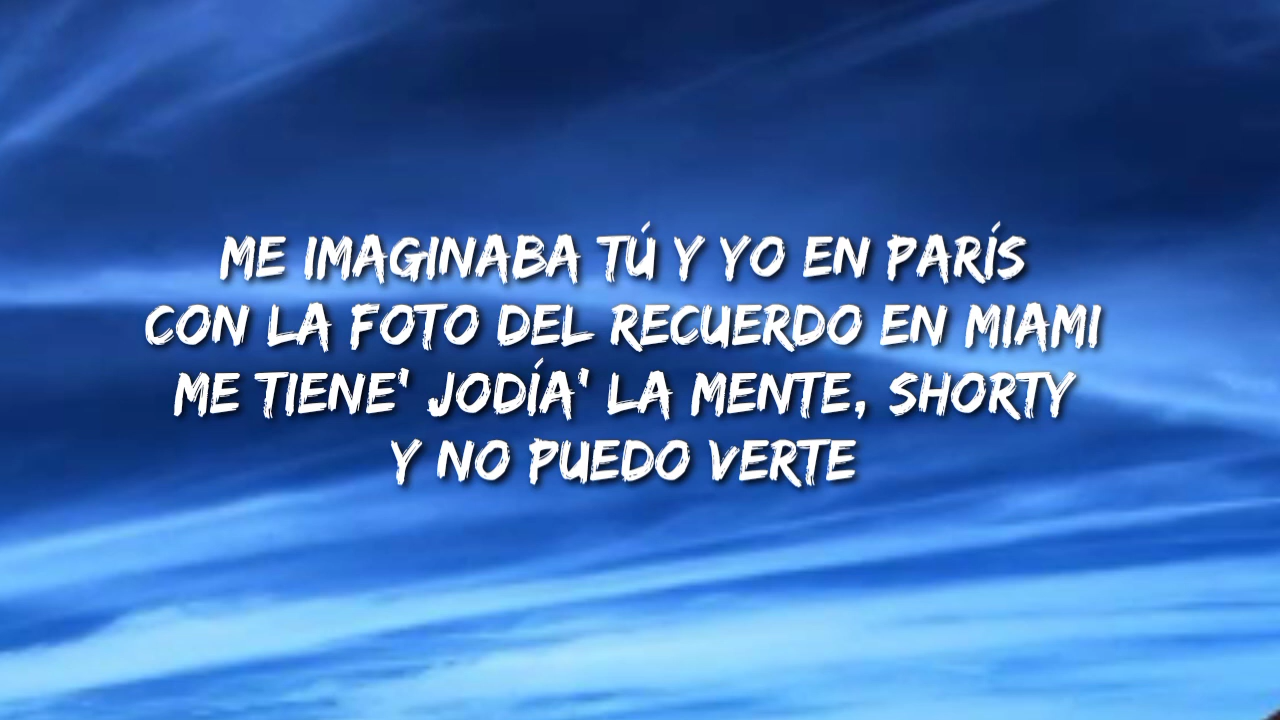 ME IMAGINABA TÚ Y YO EN PARÍS
CON LA FOTO DEL RECUERDO EN MIAMI
ME TIENE' JODÍA' LA MENTE, SHORTY
Y NO PUEDO VERTE